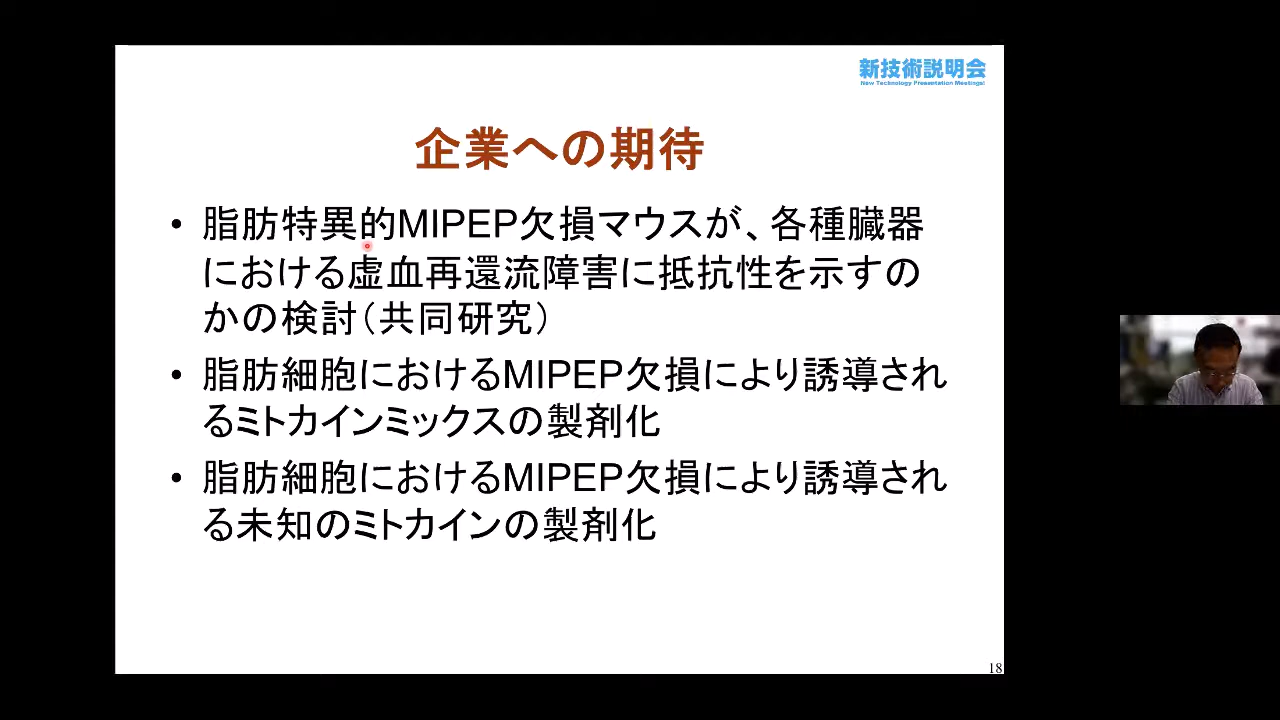 新技術説明会
New Technology Presentation Meetings!
企業への期待
• 脂肪特異的MIPEP欠損マウスが、各種臓器
における虚血再還流障害に抵抗性を示すの
かの検討（共同研究）
• 脂肪細胞におけるMIPEP欠損により誘導され
るミトカインミックスの製剤化
• 脂肪細胞におけるMIPEP欠損により誘導され
る未知のミトカインの製剤化
18